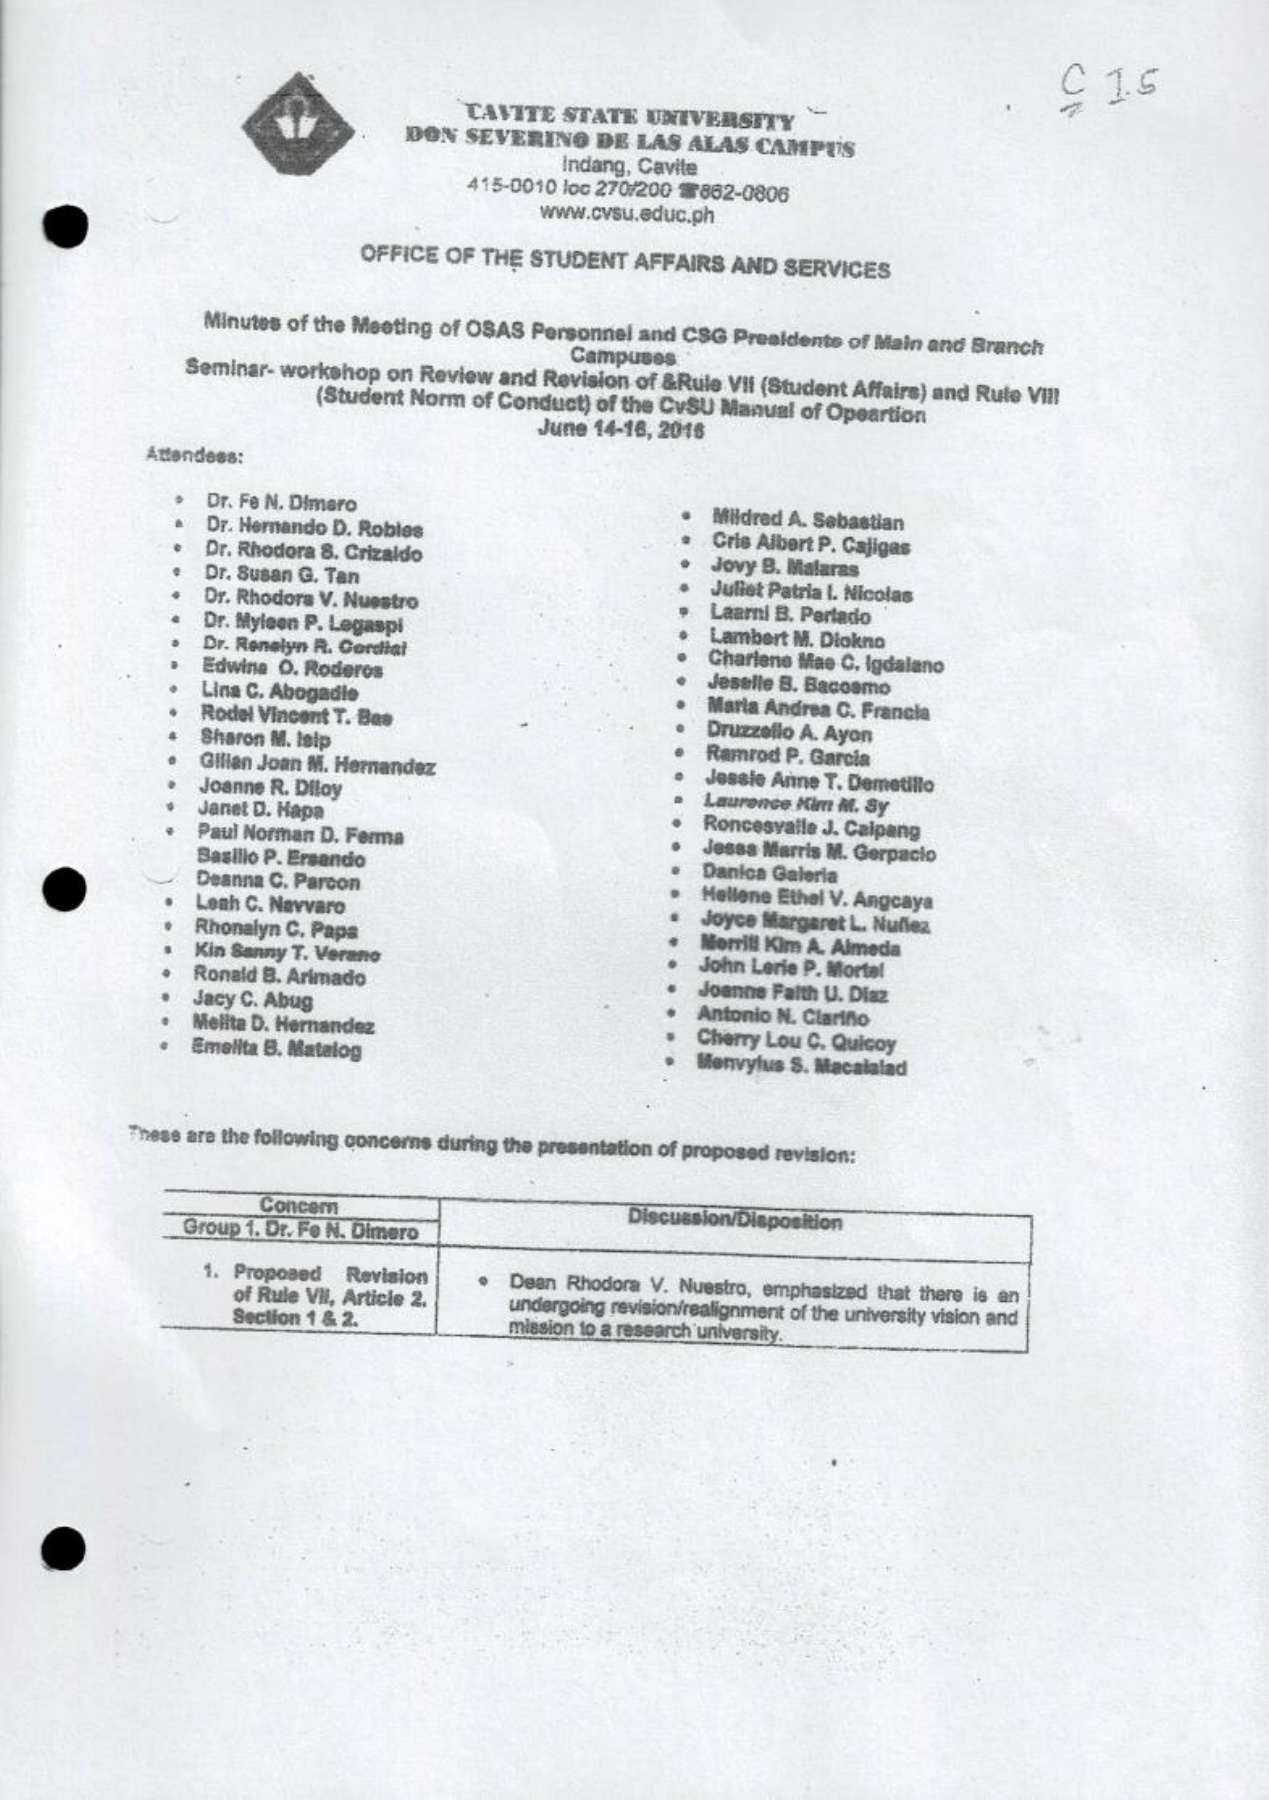 C I.5
CAVITE STATE UNIVERSITY
DON SEVERINO DE LAS ALAS CAMPUS
Indang, Cavite
415-0010 loc 270/200 ☎862-0806
www.cvsu.educ.ph
OFFICE OF THE STUDENT AFFAIRS AND SERVICES
Minutes of the Meeting of OSAS Personnel and CSG Presidents of Main and Branch
Campuses
Seminar- workshop on Review and Revision of &Rule VII (Student Affairs) and Rule VIII
(Student Norm of Conduct) of the CvSU Manual of Opeartion
June 14-16, 2016
Attendees:
• Dr. Fe N. Dimero
• Dr. Hernando D. Robles
• Dr. Rhodora S. Crizaldo
• Dr. Susan G. Tan
• Dr. Rhodora V. Nuestro
• Dr. Myleen P. Legaspi
• Dr. Renelyn R. Cordial
• Edwina O. Roderos
• Lina C. Abogadie
• Rodel Vincent T. Bae
• Sharon M. Isip
• Gilian Joan M. Hernandez
• Joanne R. Diloy
• Janet D. Hapa
• Paul Norman D. Ferma
Basilio P. Ersando
Deanna C. Parcon
• Leah C. Navvaro
• Rhonalyn C. Papa
• Kin Sanny T. Verano
• Ronald B. Arimado
• Jacy C. Abug
• Melita D. Hernandez
• Emelita B. Matalog
• Mildred A. Sebastian
• Cris Albert P. Cajigas
• Jovy B. Malaras
• Juliet Patria I. Nicolas
• Laarni B. Perlado
• Lambert M. Diokno
• Charlene Mae C. Igdalano
• Jeselle B. Bacosmo
• Maria Andrea C. Francia
• Druzzello A. Ayon
• Ramrod P. Garcia
• Jessie Anne T. Demetillo
• Laurence Kim M. Sy
• Roncesvalle J. Caipang
• Jessa Marris M. Gerpacio
• Danica Galeria
• Hellene Ethel V. Angcaya
• Joyce Margaret L. Nuñez
• Merrill Kim A. Almeda
• John Lerie P. Mortel
• Joanne Faith U. Diaz
• Antonio N. Clariño
• Cherry Lou C. Quicoy
• Menvylus S. Macalalad
These are the following concerns during the presentation of proposed revision:
Concern
Group 1. Dr. Fe N. Dimero
Discussion/Disposition
1. Proposed Revision
of Rule VII, Article 2.
Section 1 & 2.
• Dean Rhodora V. Nuestro, emphasized that there is an
undergoing revision/realignment of the university vision and
mission to a research university.